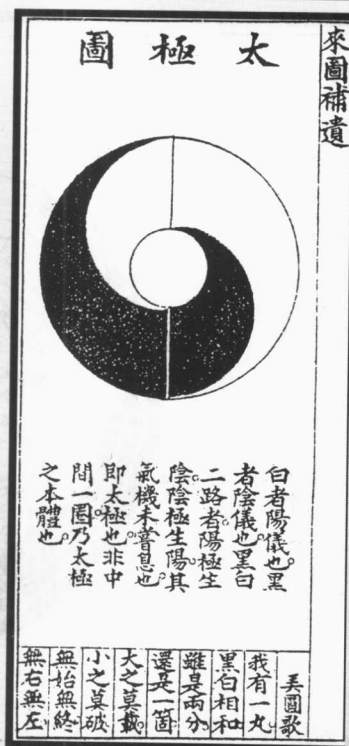 來圖補遺
太極圖
白者陽儀也。黑
者陰儀也。黑白
二路者。陽極生
陰。陰極生陽。其
氣機未嘗息也。
即太極也。非中
間一圈乃太極
之本體也。
弄圓歌
我有一丸
黑白相和
雖是兩分
還是一箇
大之莫載
小之莫破
無始無終
無右無左